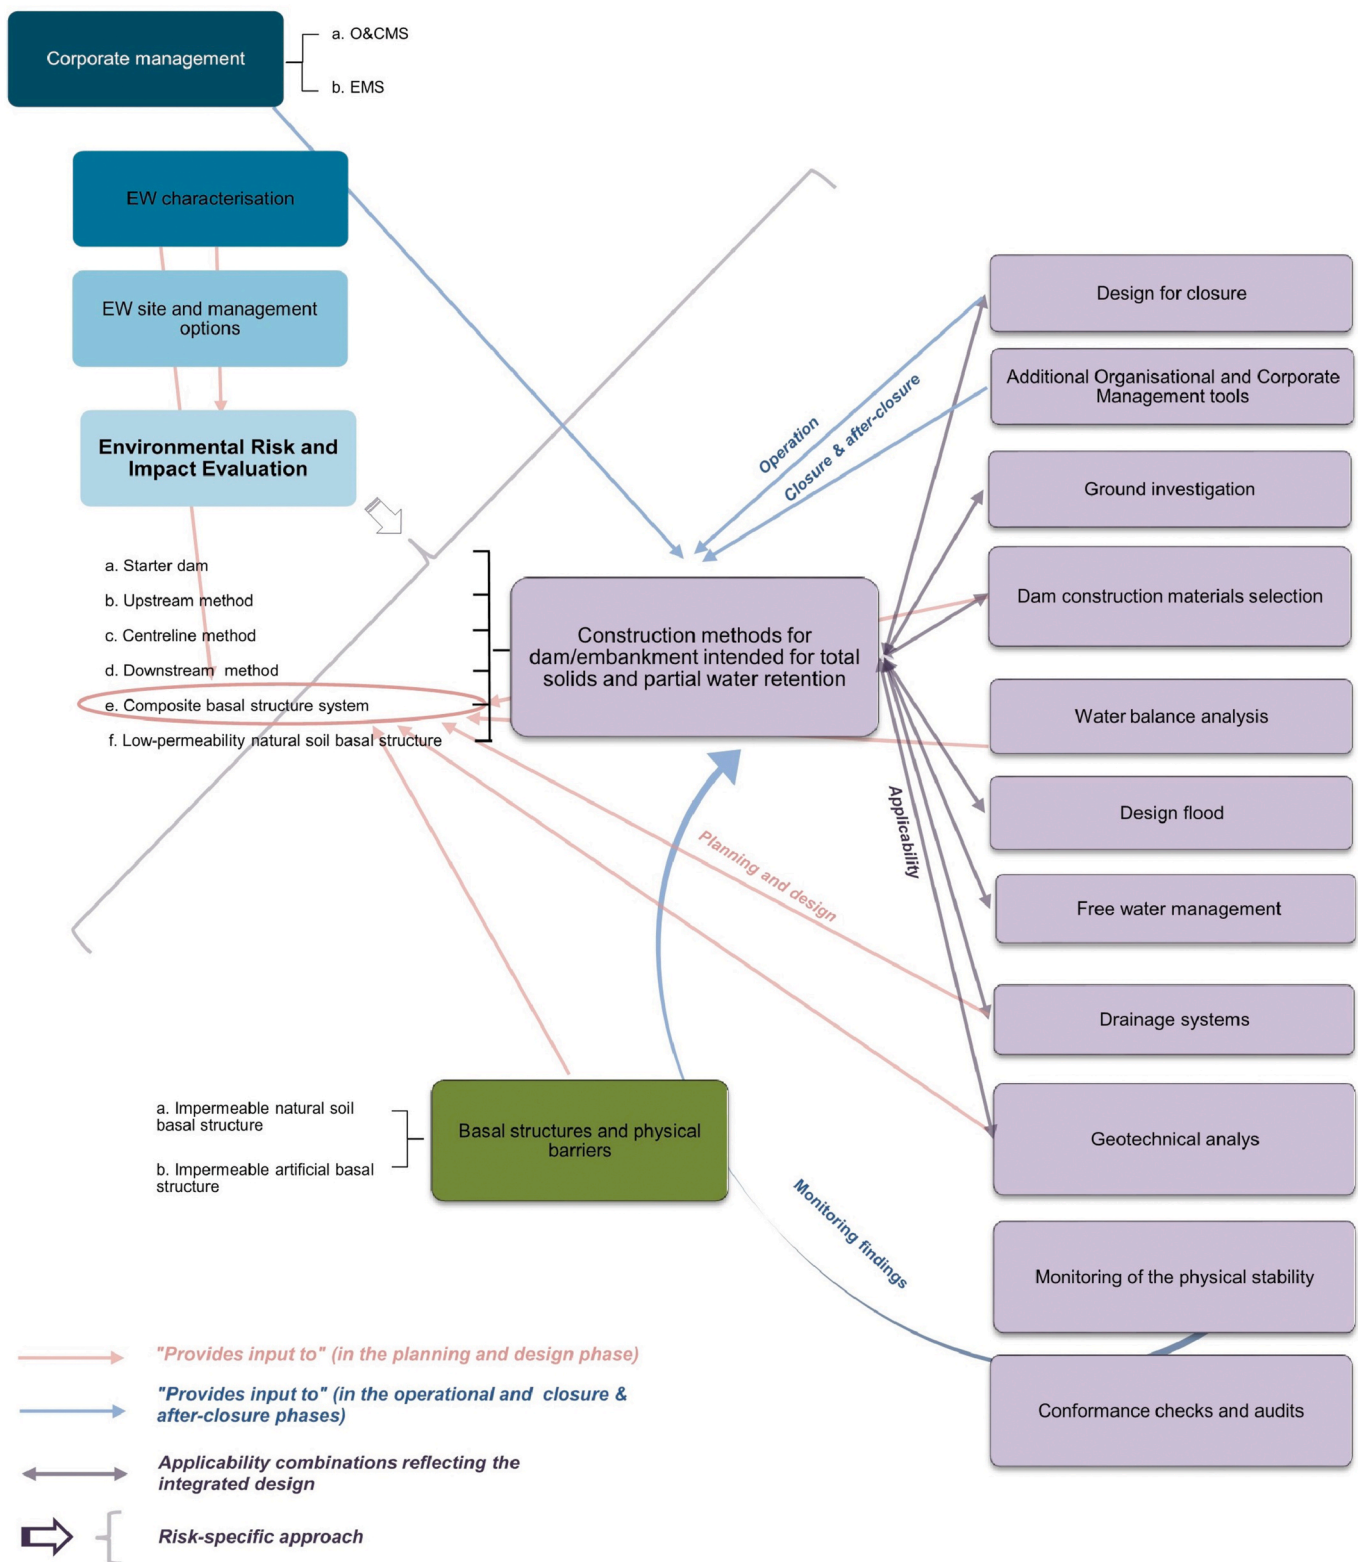 Corporate management
a. O&CMS
b. EMS
EW characterisation
EW site and management
options
Environmental Risk and
Impact Evaluation
a. Starter dam
b. Upstream method
c. Centreline method
d. Downstream method
e. Composite basal structure system
f. Low-permeability natural soil basal structure
Construction methods for
dam/embankment intended for total
solids and partial water retention
Operation
Closure & after-closure
Design for closure
Additional Organisational and Corporate
Management tools
Ground investigation
Dam construction materials selection
Water balance analysis
Design flood
Free water management
Drainage systems
Geotechnical analys
Monitoring of the physical stability
Conformance checks and audits
Applicability
Planning and design
Monitoring findings
a. Impermeable natural soil
basal structure
b. Impermeable artificial basal
structure
Basal structures and physical
barriers
"Provides input to" (in the planning and design phase)
"Provides input to" (in the operational and closure &
after-closure phases)
Applicability combinations reflecting the
integrated design
Risk-specific approach